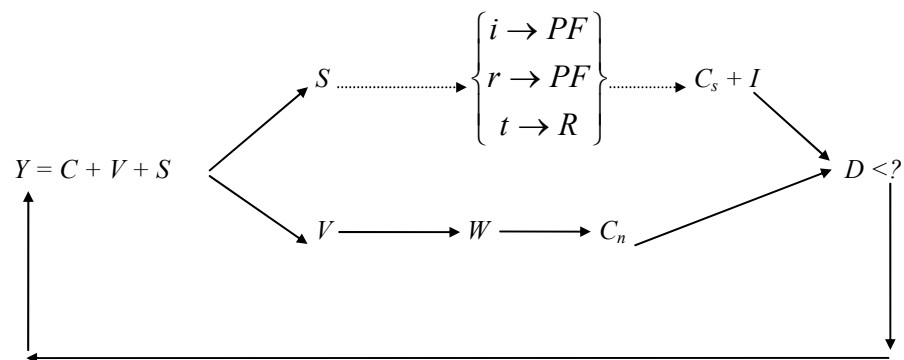 i → PF
S
r → PF
C_s + I
t → R
Y = C + V + S
D <?
V
W
C_n